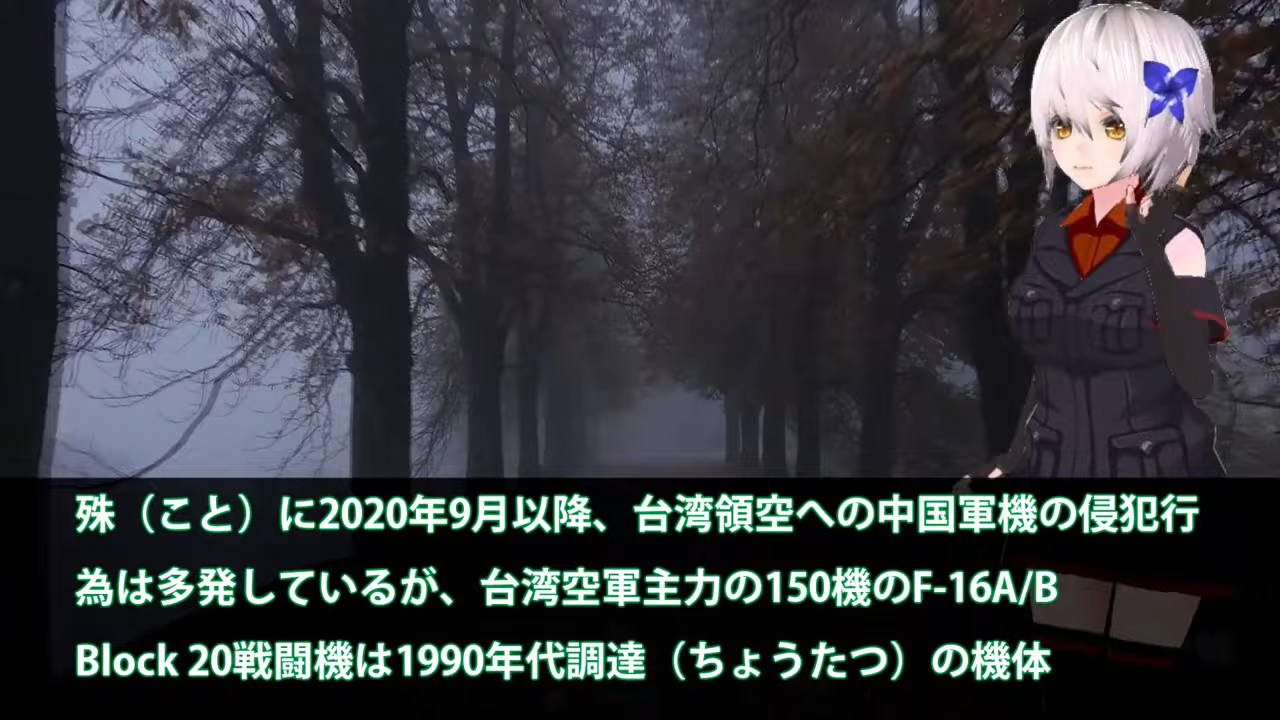 殊（こと）に2020年9月以降、台湾領空への中国軍機の侵犯行
為は多発しているが、台湾空軍主力の150機のF-16A/B
Block 20戦闘機は1990年代調達（ちょうたつ）の機体